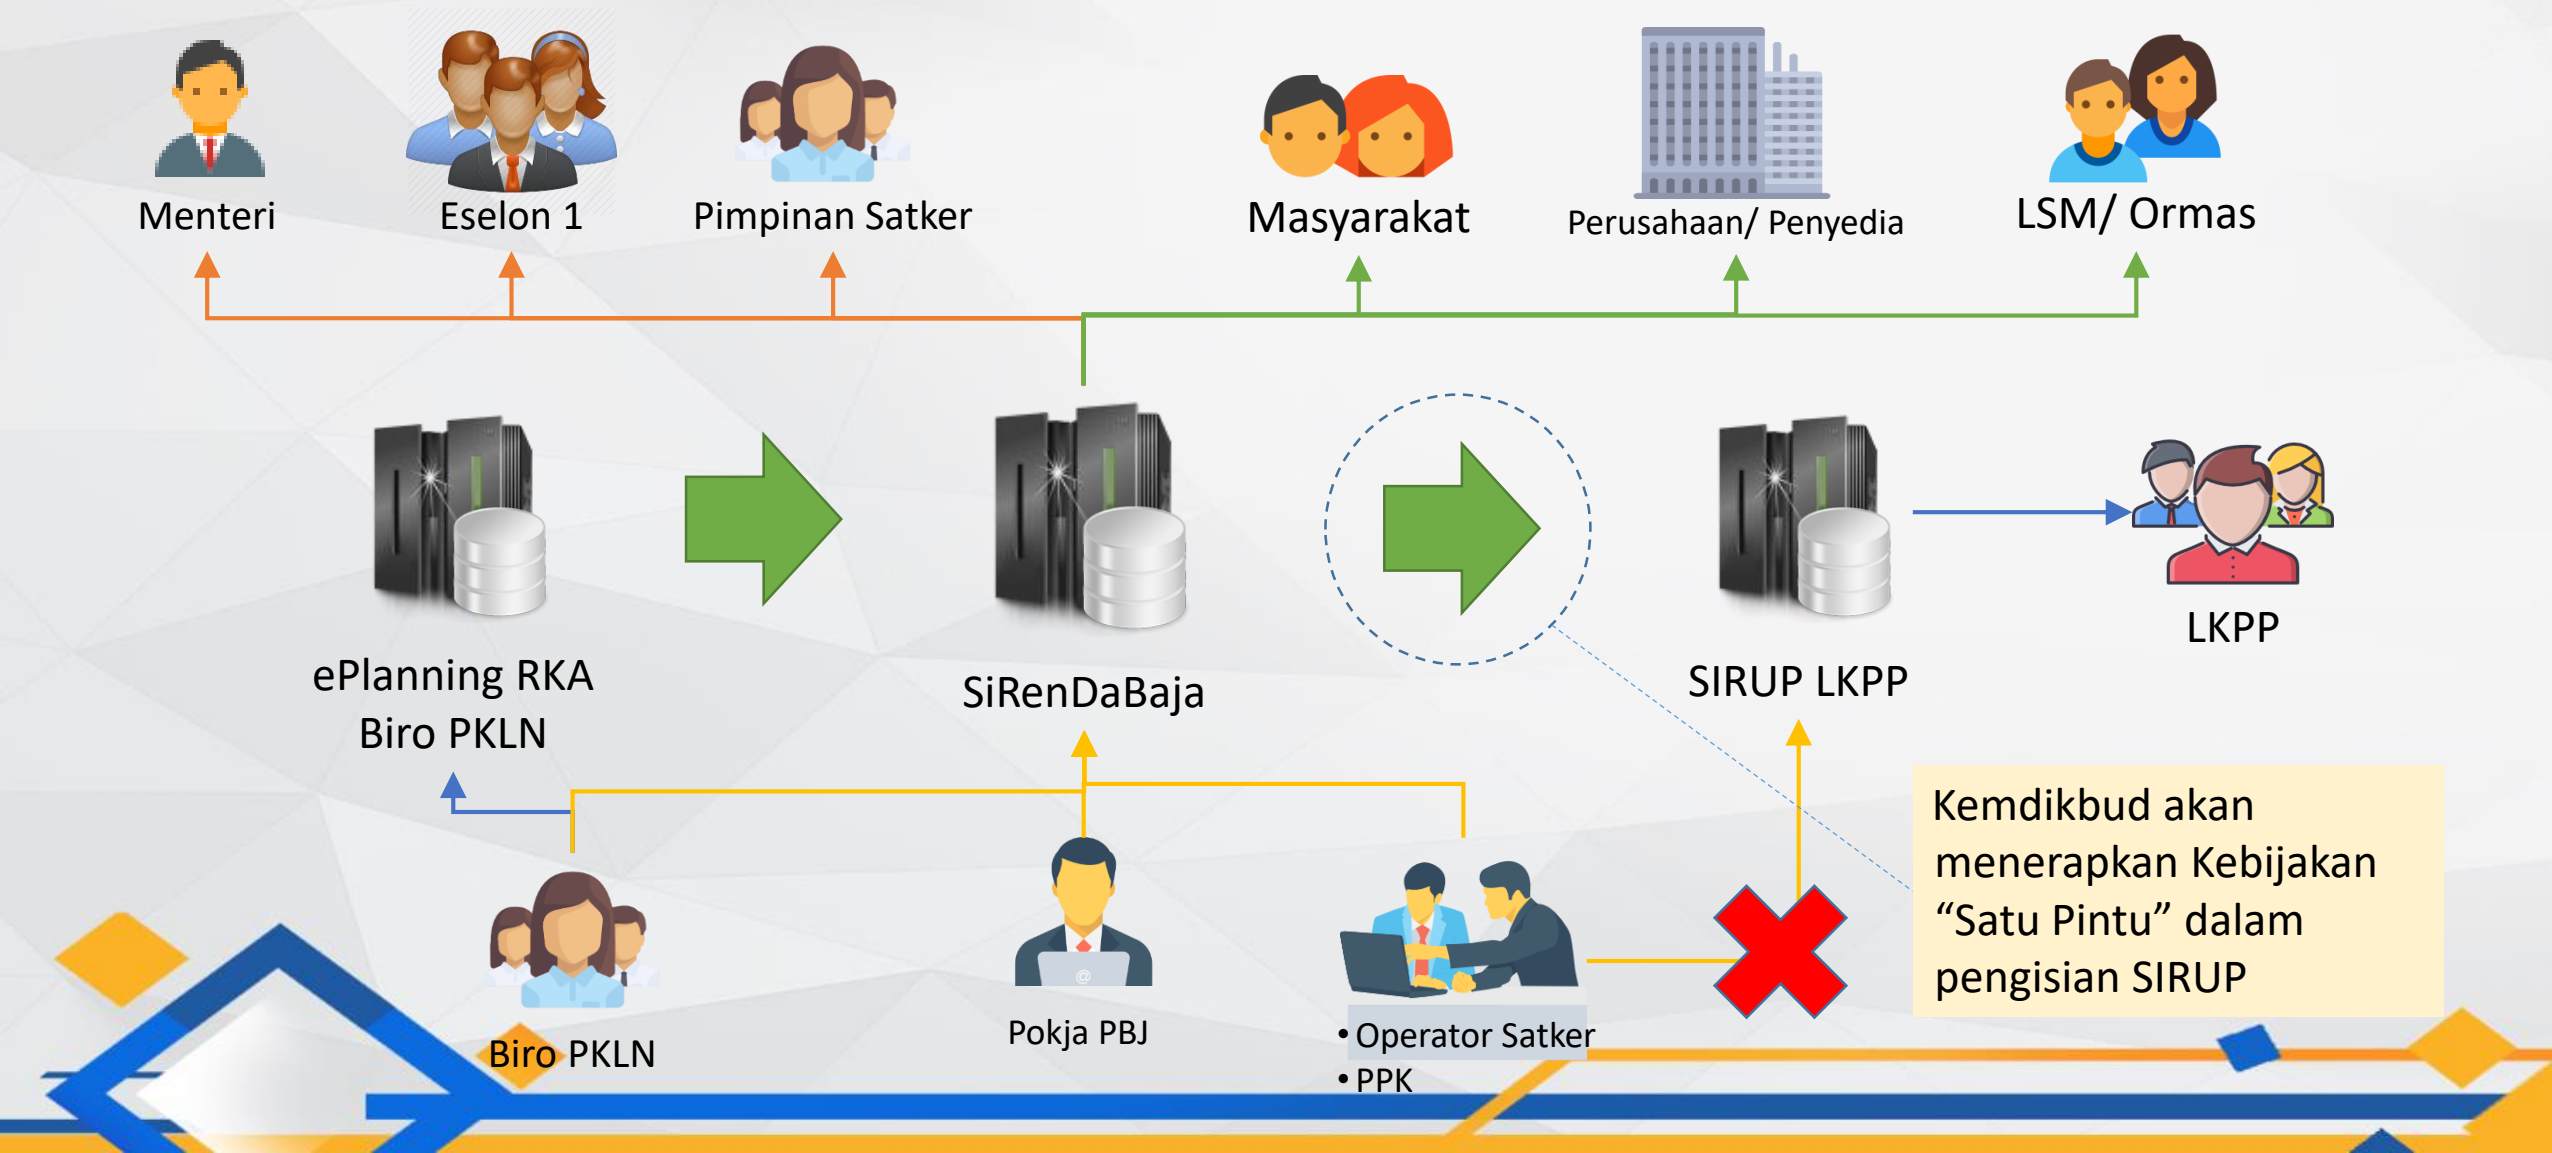 Menteri
Eselon 1
Pimpinan Satker
Masyarakat
Perusahaan/ Penyedia
LSM/ Ormas
ePlanning RKA
Biro PKLN
SiRenDaBaja
SIRUP LKPP
LKPP
Kemdikbud akan
menerapkan Kebijakan
“Satu Pintu” dalam
pengisian SIRUP
Biro PKLN
@
Pokja PBJ
• Operator Satker
• PPK